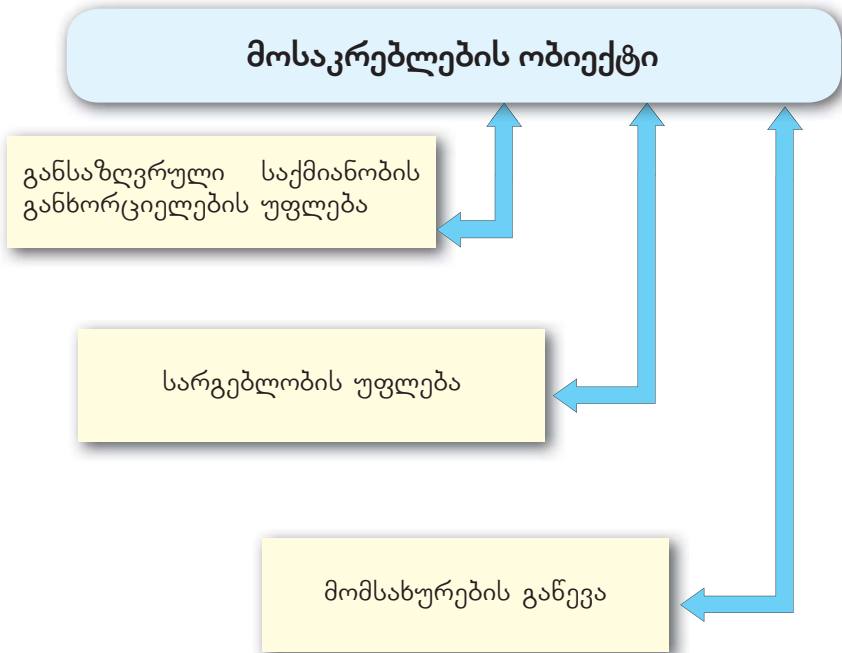 მოსაკრებლების ობიექტი
განსაზღვრული საქმიანობის
განხორციელების უფლება
სარგებლობის უფლება
მომსახურების გაწევა